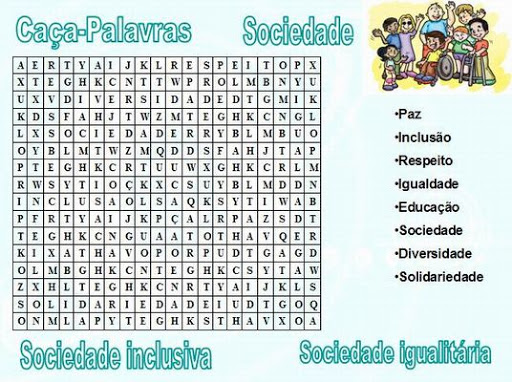 Caça-Palavras
Sociedade
A E R T Y A I J K L R E S P E I T O P X
X T E G H K C N T T W P R O L M B N Y U
U X V D I V E R S I D A D E D T G M I K
K D S F A H J T W Z M T E G H K C N G L
L X S O C I E D A D E R R Y B L M B U O
O Y B L M T W Z M Q D D S F A H J T A P
P T E G H K C R T U U W X G H K C R L M
R W S Y T I O Ç K X C S U Y B L M D D N
I N C L U S A O L S A Q K S Y T I W A B
P F R T Y A I J K P Ç A L R P A Z S D T
T E G H K C N G U A A T O T H A V Q E R
K I X A T H A V O P O R P U D T G A G D
O L M B G H K C N T E G H K C S Y T A W
Z X H L T E G H K C N R T Y A I J K L S
S O L I D A R I E D A D E I U D T G O Q
O N M L A P Y T E G H K S T H A V X O A
•Paz
•Inclusão
•Respeito
•Igualdade
•Educação
•Sociedade
•Diversidade
•Solidariedade
Sociedade inclusiva
Sociedade igualitária